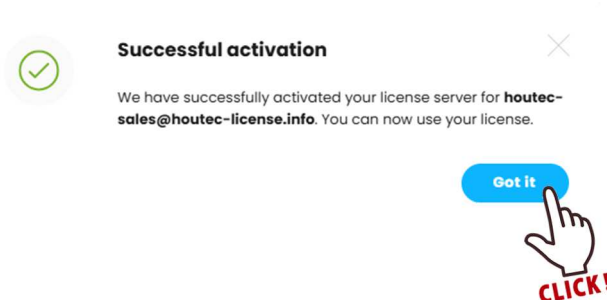 Successful activation
We have successfully activated your license server for houtec-
sales@houtec-license.info. You can now use your license.
Got it
CLICK!